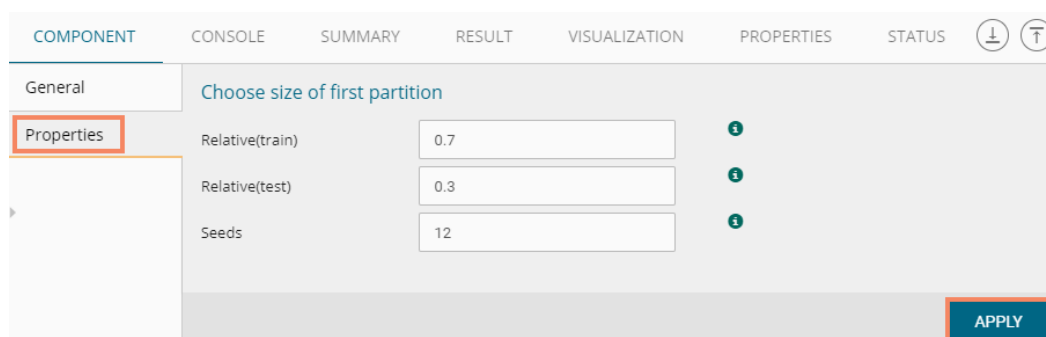 COMPONENT CONSOLE SUMMARY RESULT VISUALIZATION PROPERTIES STATUS
General
Properties
Choose size of first partition
Relative(train) 0.7
Relative(test) 0.3
Seeds 12
APPLY